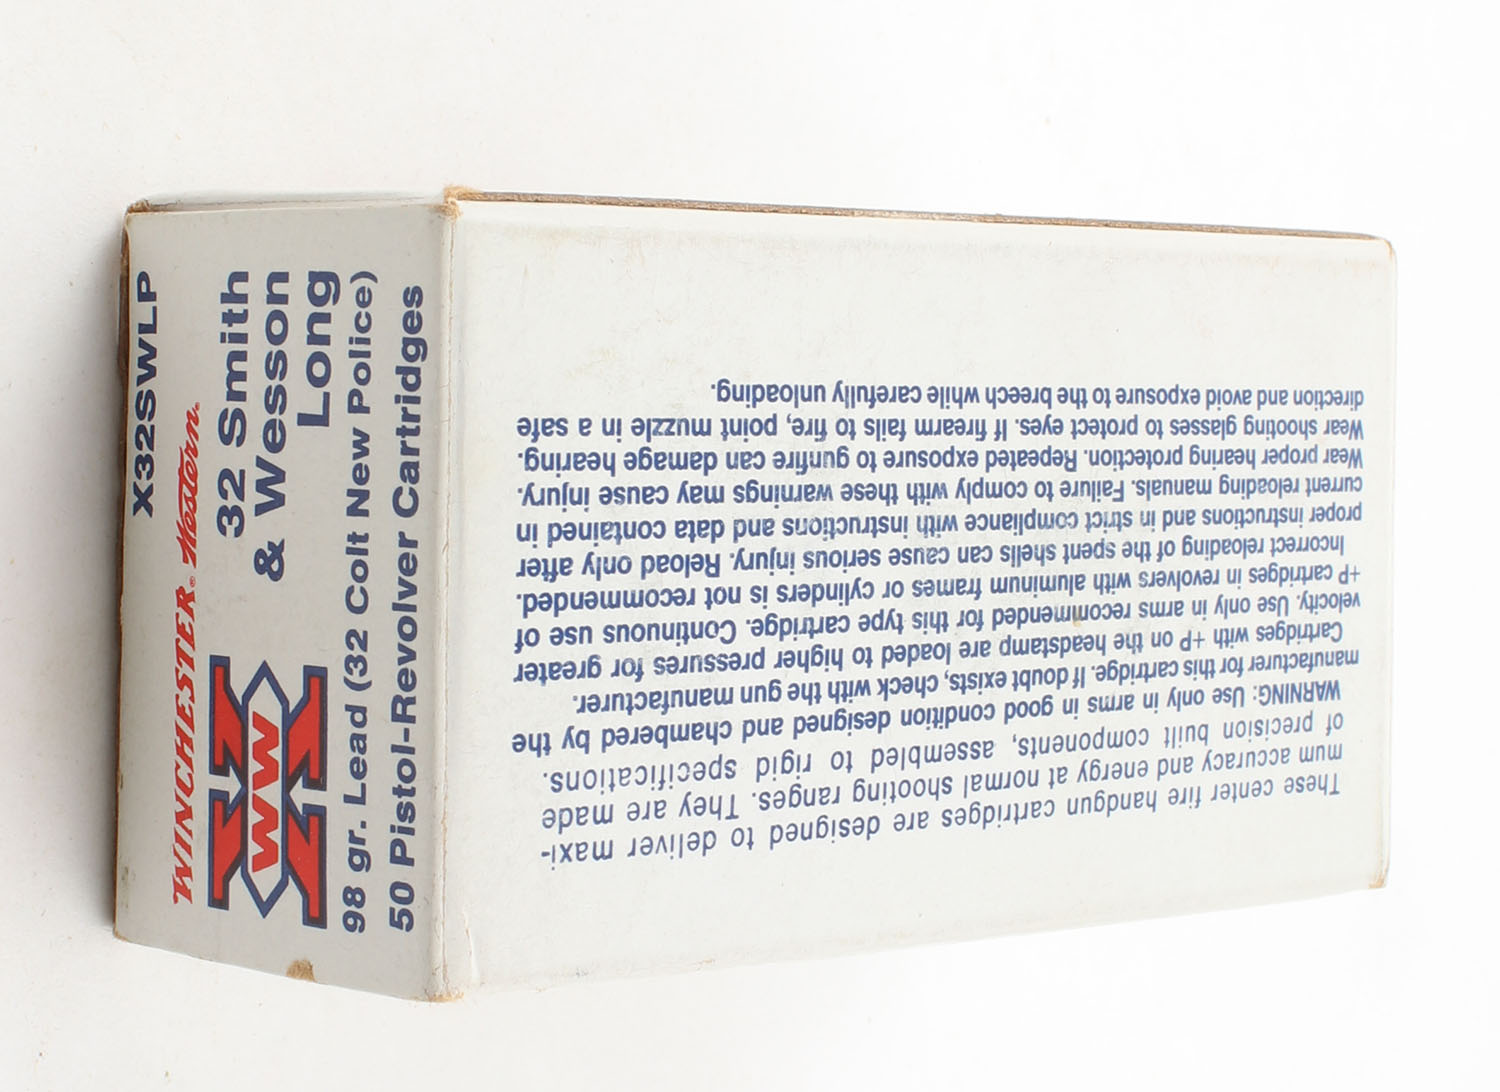 X32SWLP
WINCHESTER® Western®
32 Smith
& Wesson
Long
WW
98 gr. Lead (32 Colt New Police)
50 Pistol-Revolver Cartridges
These center fire handgun cartridges are designed to deliver maxi-
mum accuracy and energy at normal shooting ranges. They are made
of precision built components, assembled to rigid specifications.
WARNING: Use only in arms in good condition designed and chambered by the
manufacturer for this cartridge. If doubt exists, check with the gun manufacturer.
Cartridges with +P on the headstamp are loaded to higher pressures for greater
velocity. Use only in arms recommended for this type cartridge. Continuous use of
+P cartridges in revolvers with aluminum frames or cylinders is not recommended.
Incorrect reloading of the spent shells can cause serious injury. Reload only after
proper instructions and in strict compliance with instructions and data contained in
current reloading manuals. Failure to comply with these warnings may cause injury.
Wear proper hearing protection. Repeated exposure to gunfire can damage hearing.
Wear shooting glasses to protect eyes. If firearm fails to fire, point muzzle in a safe
direction and avoid exposure to the breech while carefully unloading.